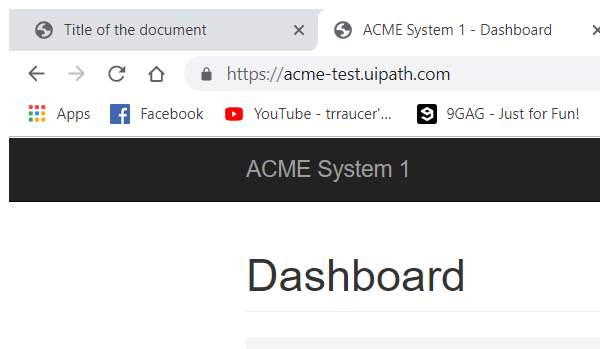 Title of the document
ACME System 1 - Dashboard
https://acme-test.uipath.com
Apps
Facebook
YouTube - trraucer'...
9GAG - Just for Fun!
ACME System 1
Dashboard